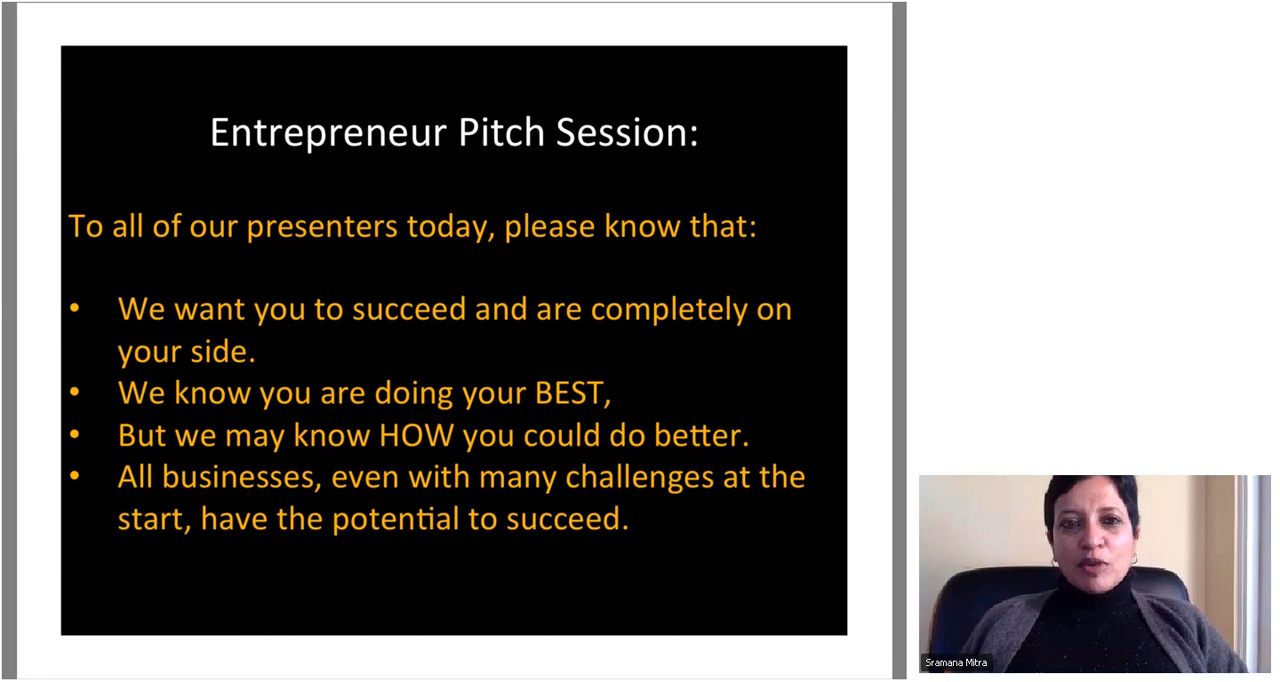 Entrepreneur Pitch Session:
To all of our presenters today, please know that:
• We want you to succeed and are completely on
your side.
• We know you are doing your BEST,
• But we may know HOW you could do better.
• All businesses, even with many challenges at the
start, have the potential to succeed.
Sramana Mitra